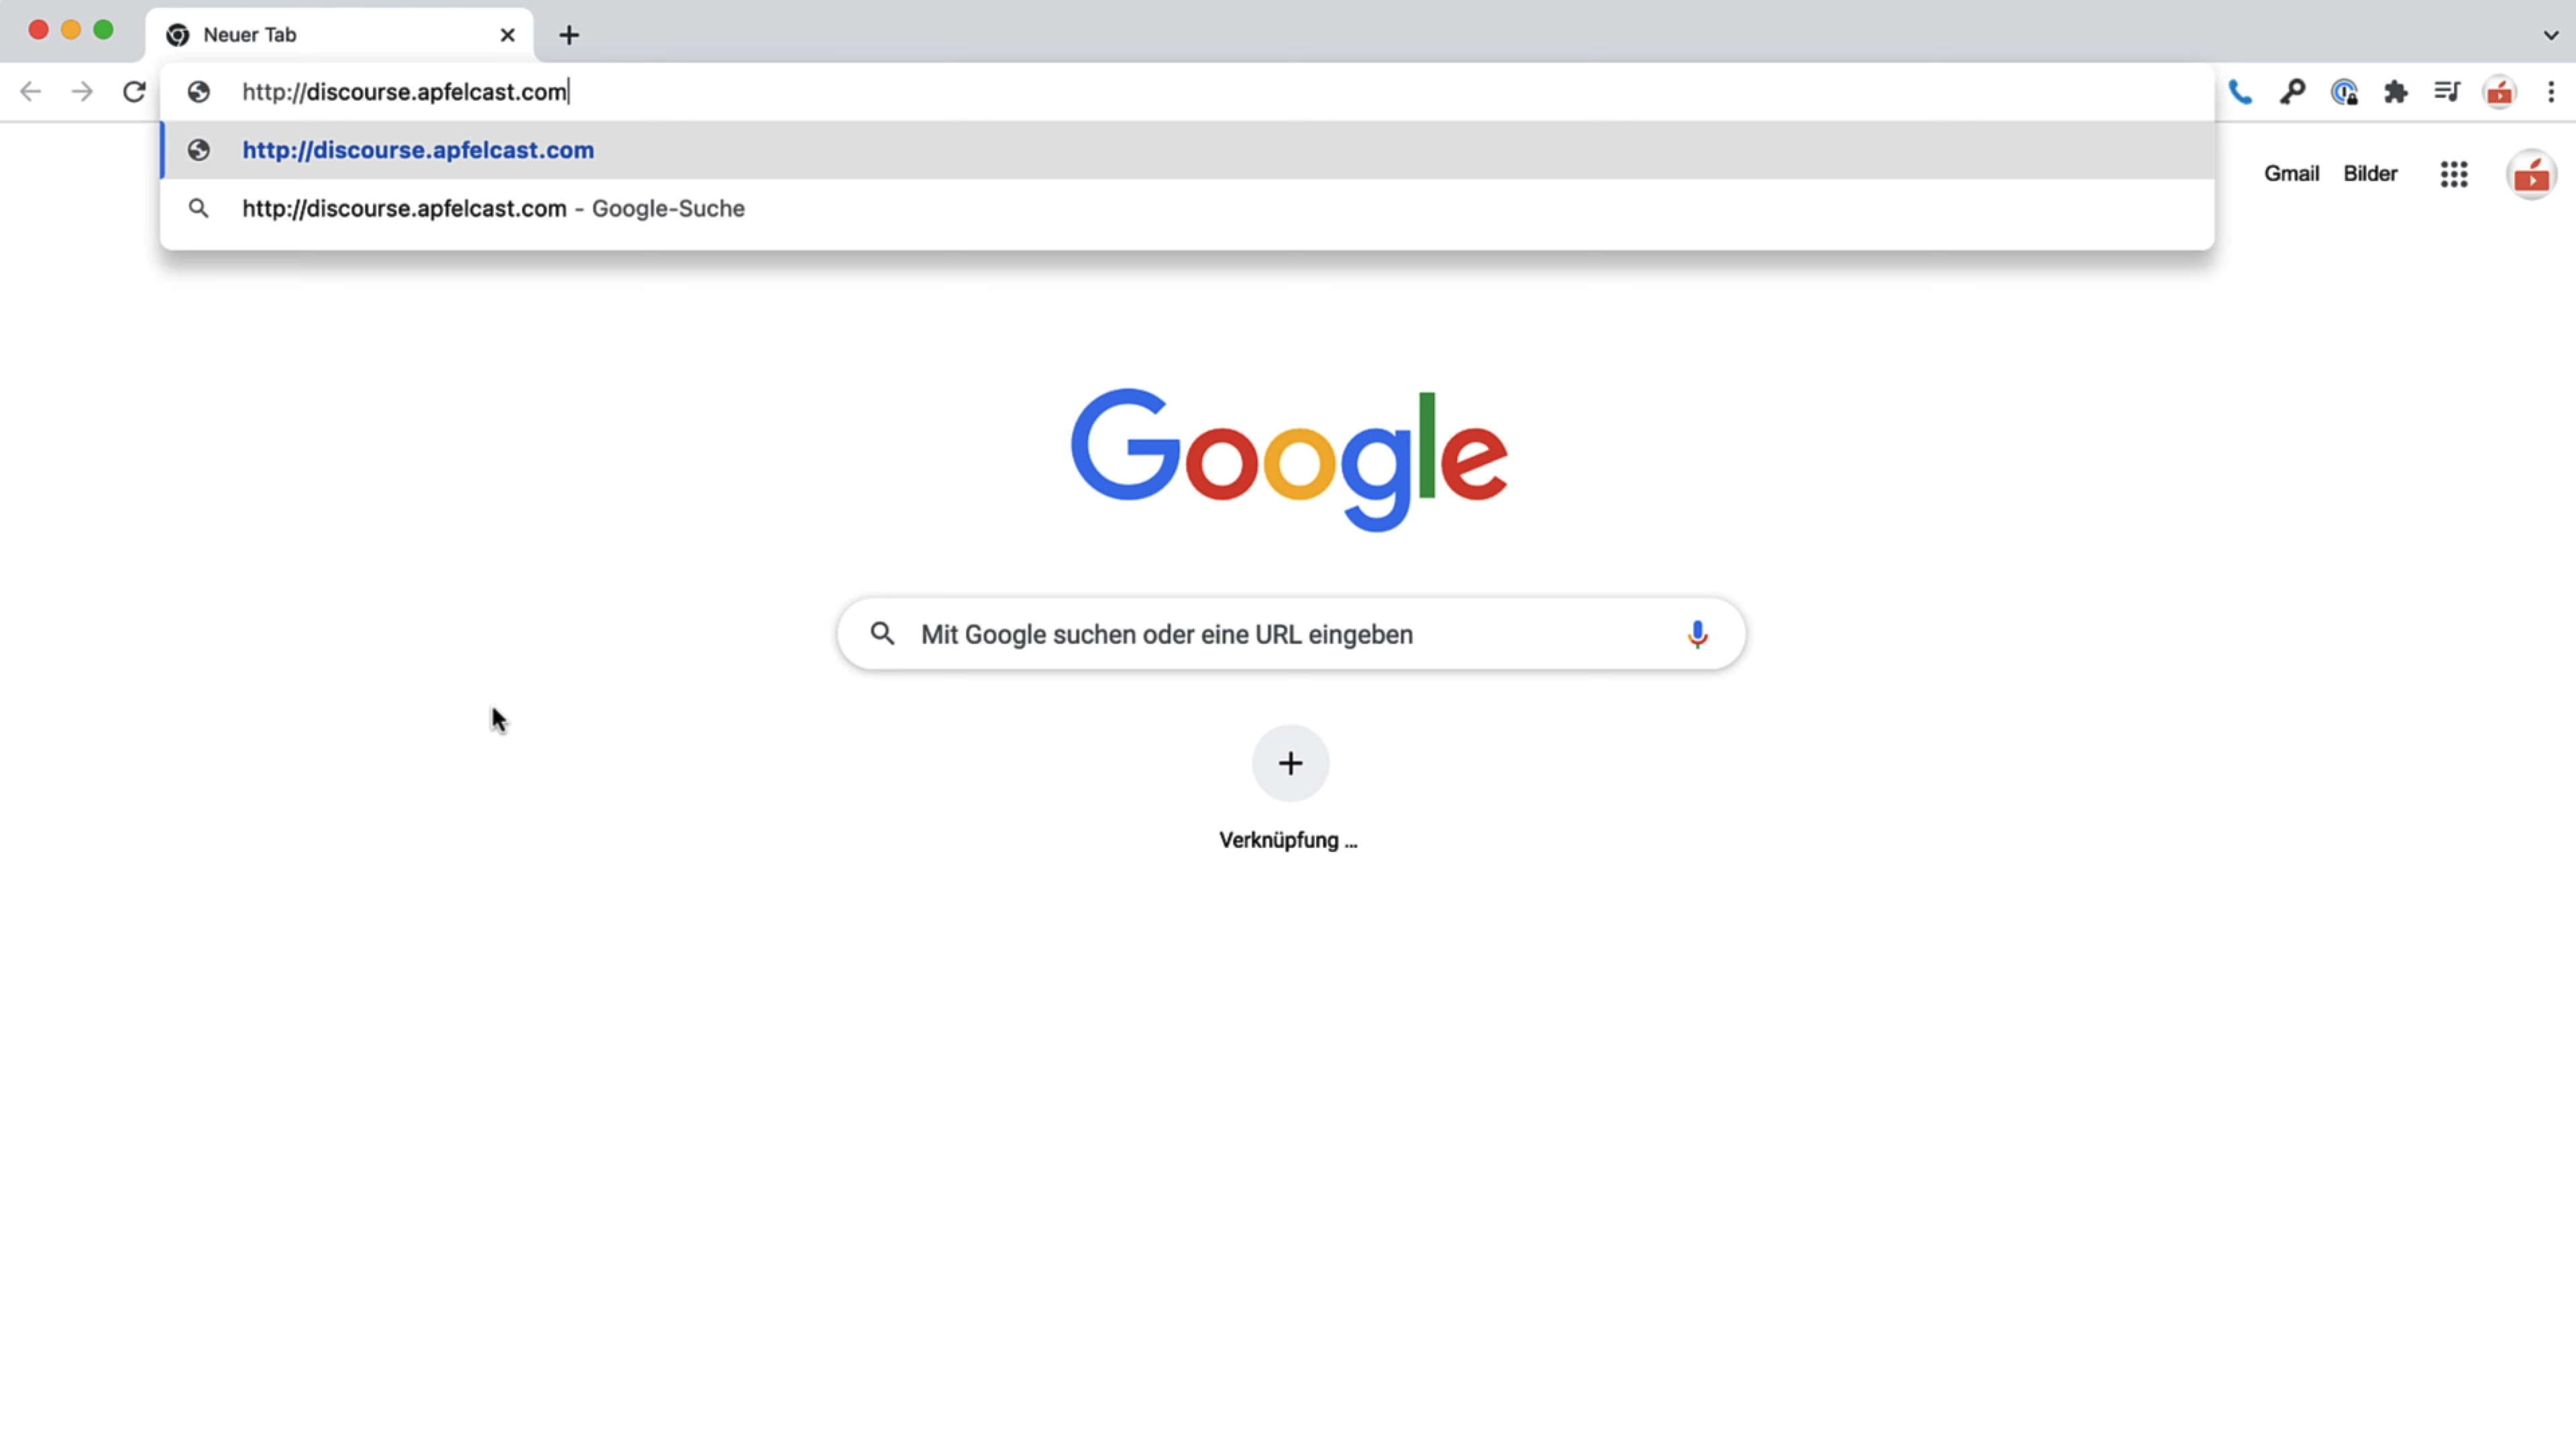 Neuer Tab
http://discourse.apfelcast.com
http://discourse.apfelcast.com
http://discourse.apfelcast.com - Google-Suche
Gmail Bilder
Google
Mit Google suchen oder eine URL eingeben
Verknüpfung ...